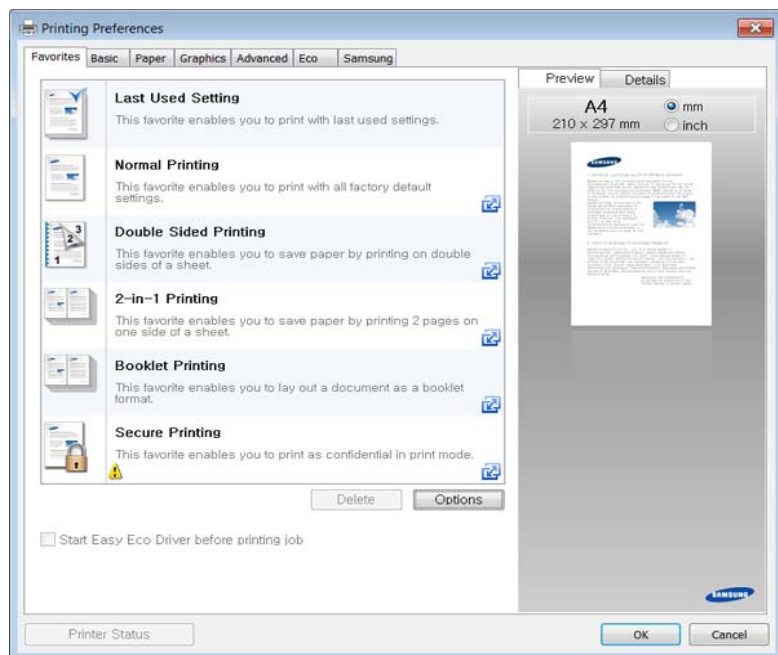 Printing Preferences
Favorites Basic Paper Graphics Advanced Eco Samsung
Last Used Setting
This favorite enables you to print with last used settings.
Normal Printing
This favorite enables you to print with all factory default
settings.
Double Sided Printing
This favorite enables you to save paper by printing on double
sides of a sheet.
2-in-1 Printing
This favorite enables you to save paper by printing 2 pages on
one side of a sheet.
Booklet Printing
This favorite enables you to lay out a document as a booklet
format.
Secure Printing
This favorite enables you to print as confidential in print mode.
Delete Options
Start Easy Eco Driver before printing job
Printer Status
Preview Details
A4
210 x 297 mm
mm
inch
SAMSUNG
SAMSUNG
OK Cancel